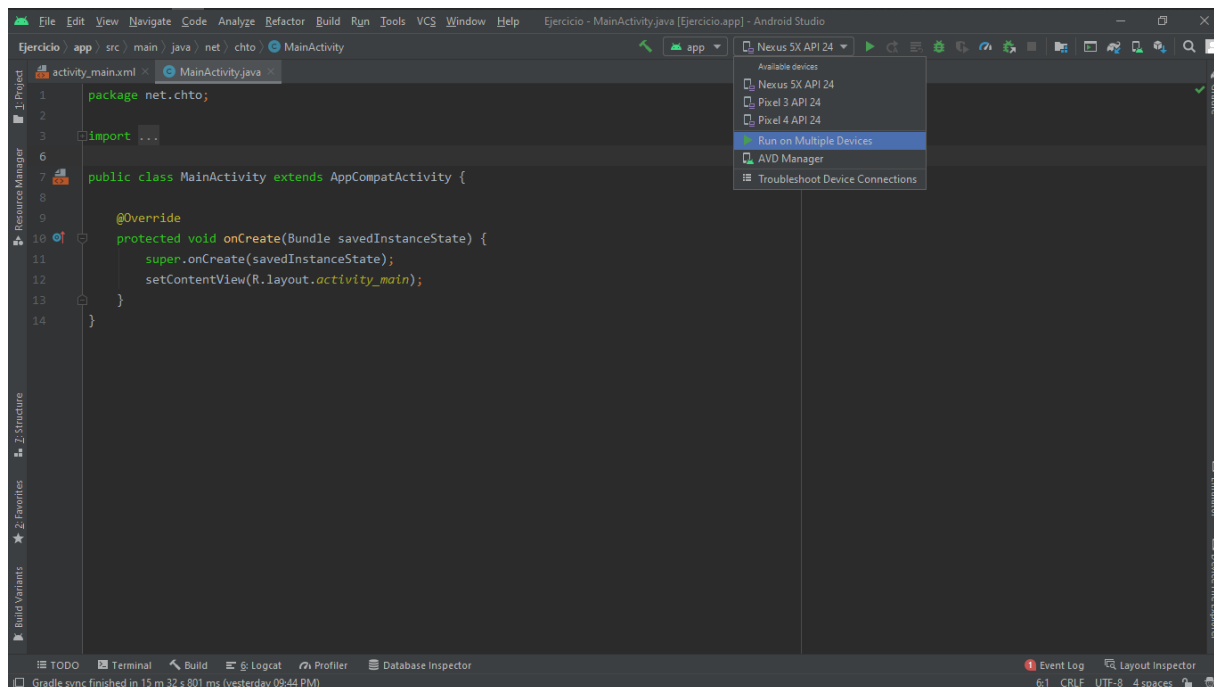 File Edit View Navigate Code Analyze Refactor Build Run Tools VCS Window Help Ejercicio - MainActivity.java [Ejercicio.app] - Android Studio
Ejercicio app src main java net chto MainActivity app Nexus 5X API 24
activity_main.xml MainActivity.java
Available devices
Nexus 5X API 24
Pixel 3 API 24
Pixel 4 API 24
Run on Multiple Devices
AVD Manager
Troubleshoot Device Connections
1 package net.chto;
2
3 import ...
6
7 public class MainActivity extends AppCompatActivity {
8
9 @Override
10 protected void onCreate(Bundle savedInstanceState) {
11 super.onCreate(savedInstanceState);
12 setContentView(R.layout.activity_main);
13 }
14 }
1: Project
Resource Manager
7: Structure
2: Favorites
Build Variants
TODO Terminal Build 6: Logcat Profiler Database Inspector 1 Event Log Layout Inspector
Gradle sync finished in 15 m 32 s 801 ms (yesterday 09:44 PM) 6:1 CRLF UTF-8 4 spaces